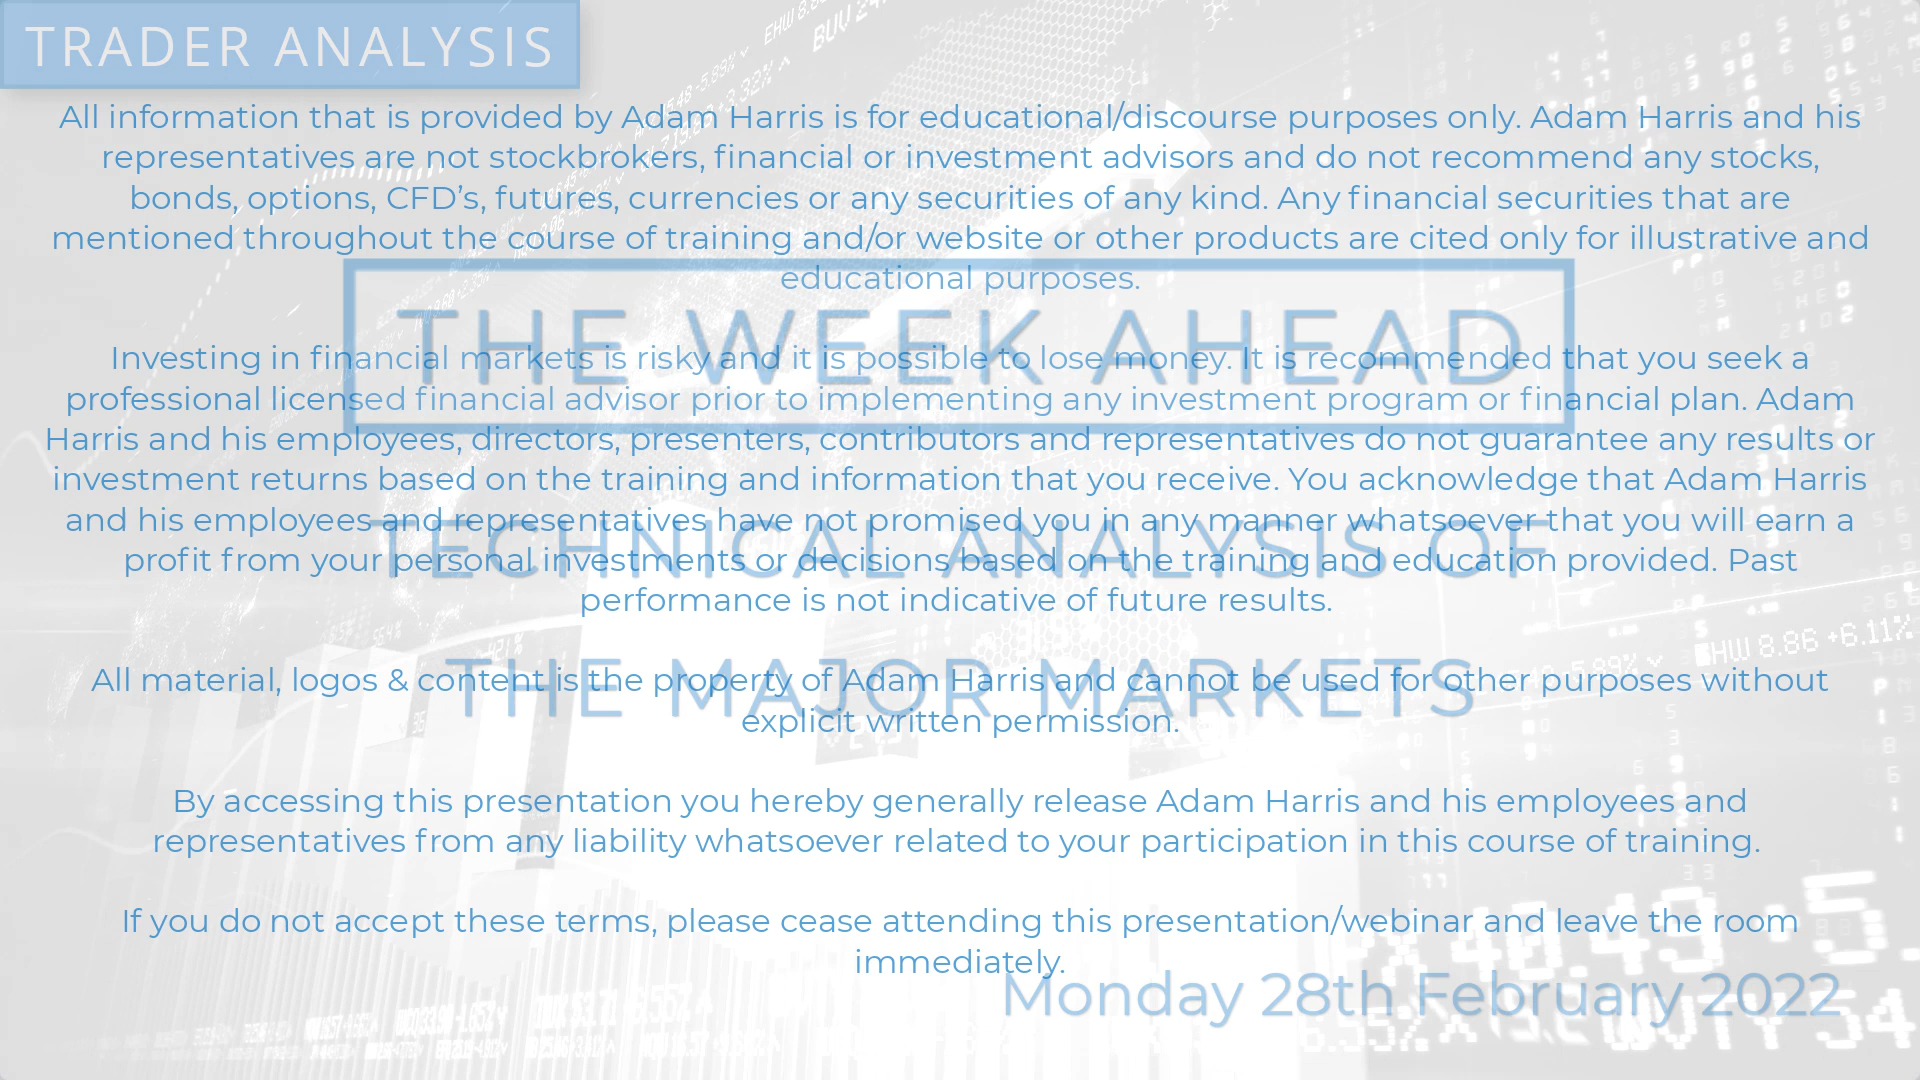 TRADER ANALYSIS
All information that is provided by Adam Harris is for educational/discourse purposes only. Adam Harris and his
representatives are not stockbrokers, financial or investment advisors and do not recommend any stocks,
bonds, options, CFD’s, futures, currencies or any securities of any kind. Any financial securities that are
mentioned throughout the course of training and/or website or other products are cited only for illustrative and
educational purposes.
THE WEEK AHEAD
Investing in financial markets is risky and it is possible to lose money. It is recommended that you seek a
professional licensed financial advisor prior to implementing any investment program or financial plan. Adam
Harris and his employees, directors, presenters, contributors and representatives do not guarantee any results or
investment returns based on the training and information that you receive. You acknowledge that Adam Harris
and his employees and representatives have not promised you in any manner whatsoever that you will earn a
profit from your personal investments or decisions based on the training and education provided. Past
performance is not indicative of future results.
TECHNICAL ANALYSIS OF
THE MAJOR MARKETS
All material, logos & content is the property of Adam Harris and cannot be used for other purposes without
explicit written permission.
By accessing this presentation you hereby generally release Adam Harris and his employees and
representatives from any liability whatsoever related to your participation in this course of training.
If you do not accept these terms, please cease attending this presentation/webinar and leave the room
immediately.
Monday 28th February 2022
EHW 8.86 +6.11%